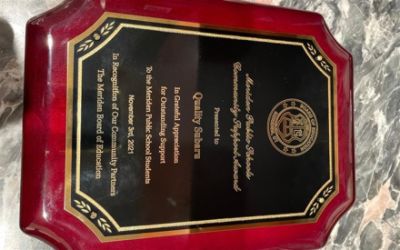 Meriden Public Schools
Community Support Award
Presented to
Quality Subaru
In Grateful Appreciation
for Outstanding Support
To the Meriden Public School Students
November 3rd, 2021
In Recognition of Our Community Partners
The Meriden Board of Education